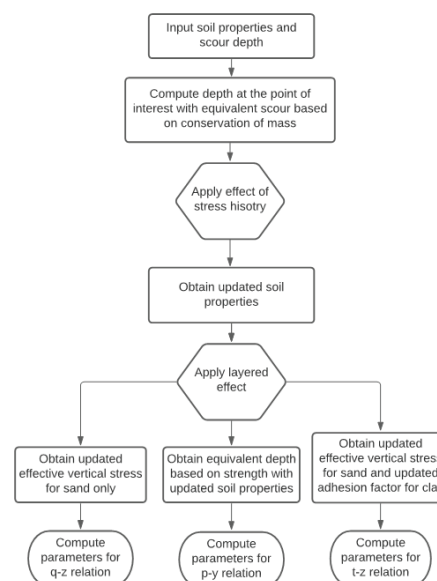 Input soil properties and
scour depth
Compute depth at the point of
interest with equivalent scour based
on conservation of mass
Apply effect of
stress hisotry
Obtain updated soil
properties
Apply layered
effect
Obtain updated
effective vertical stress
for sand only
Obtain equivalent depth
based on strength with
updated soil properties
Obtain updated
effective vertical stress
for sand and updated
adhesion factor for cla
Compute
parameters for
q-z relation
Compute
parameters for
p-y relation
Compute
parameters for
t-z relation